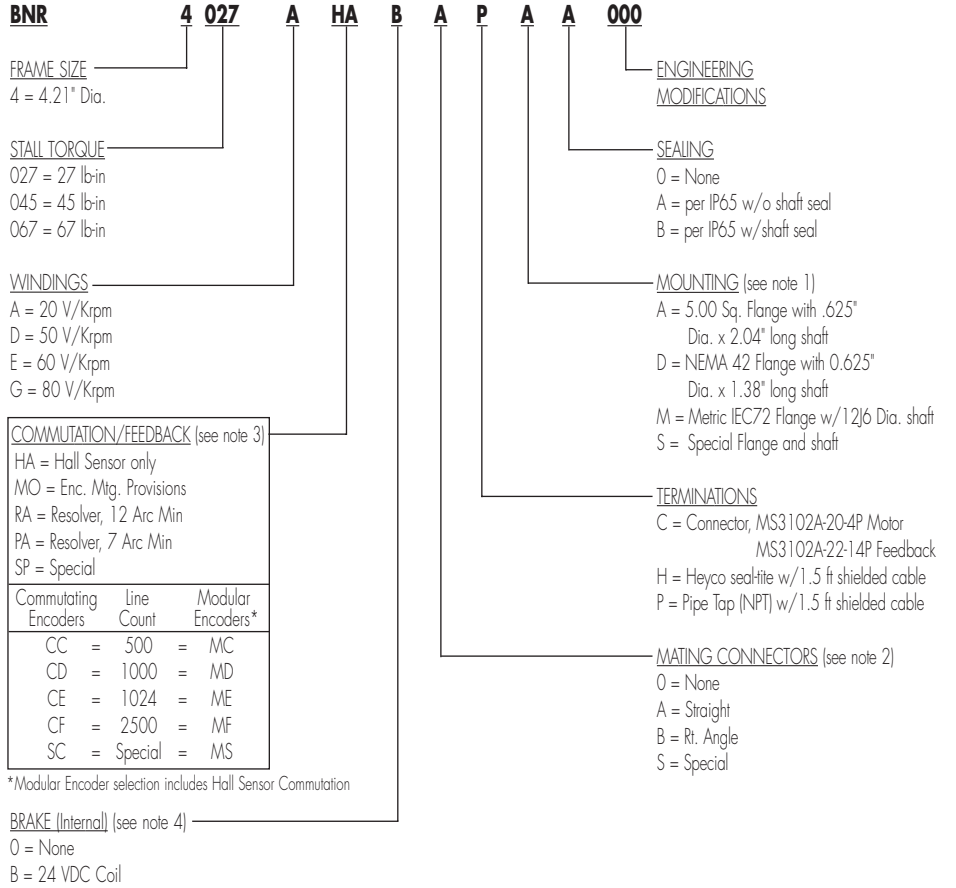 BNR 4 027 A HA B A P A A 000
FRAME SIZE
4 = 4.21" Dia.
STALL TORQUE
027 = 27 lb-in
045 = 45 lb-in
067 = 67 lb-in
WINDINGS
A = 20 V/Krpm
D = 50 V/Krpm
E = 60 V/Krpm
G = 80 V/Krpm
COMMUTATION/FEEDBACK (see note 3)
HA = Hall Sensor only
MO = Enc. Mtg. Provisions
RA = Resolver, 12 Arc Min
PA = Resolver, 7 Arc Min
SP = Special
Commutating Line Modular
Encoders Count Encoders*
CC = 500 = MC
CD = 1000 = MD
CE = 1024 = ME
CF = 2500 = MF
SC = Special = MS
*Modular Encoder selection includes Hall Sensor Commutation
BRAKE (Internal) (see note 4)
0 = None
B = 24 VDC Coil
ENGINEERING
MODIFICATIONS
SEALING
0 = None
A = per IP65 w/o shaft seal
B = per IP65 w/shaft seal
MOUNTING (see note 1)
A = 5.00 Sq. Flange with .625"
Dia. x 2.04" long shaft
D = NEMA 42 Flange with 0.625"
Dia. x 1.38" long shaft
M = Metric IEC72 Flange w/12J6 Dia. shaft
S = Special Flange and shaft
TERMINATIONS
C = Connector, MS3102A-20-4P Motor
MS3102A-22-14P Feedback
H = Heyco seal-tite w/1.5 ft shielded cable
P = Pipe Tap (NPT) w/1.5 ft shielded cable
MATING CONNECTORS (see note 2)
0 = None
A = Straight
B = Rt. Angle
S = Special